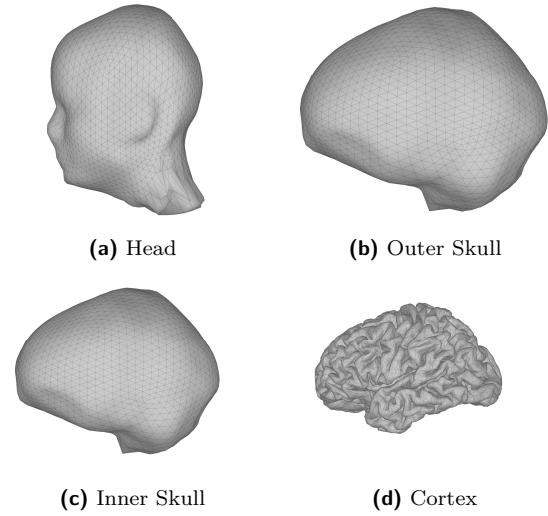 (a) Head
(b) Outer Skull
(c) Inner Skull
(d) Cortex